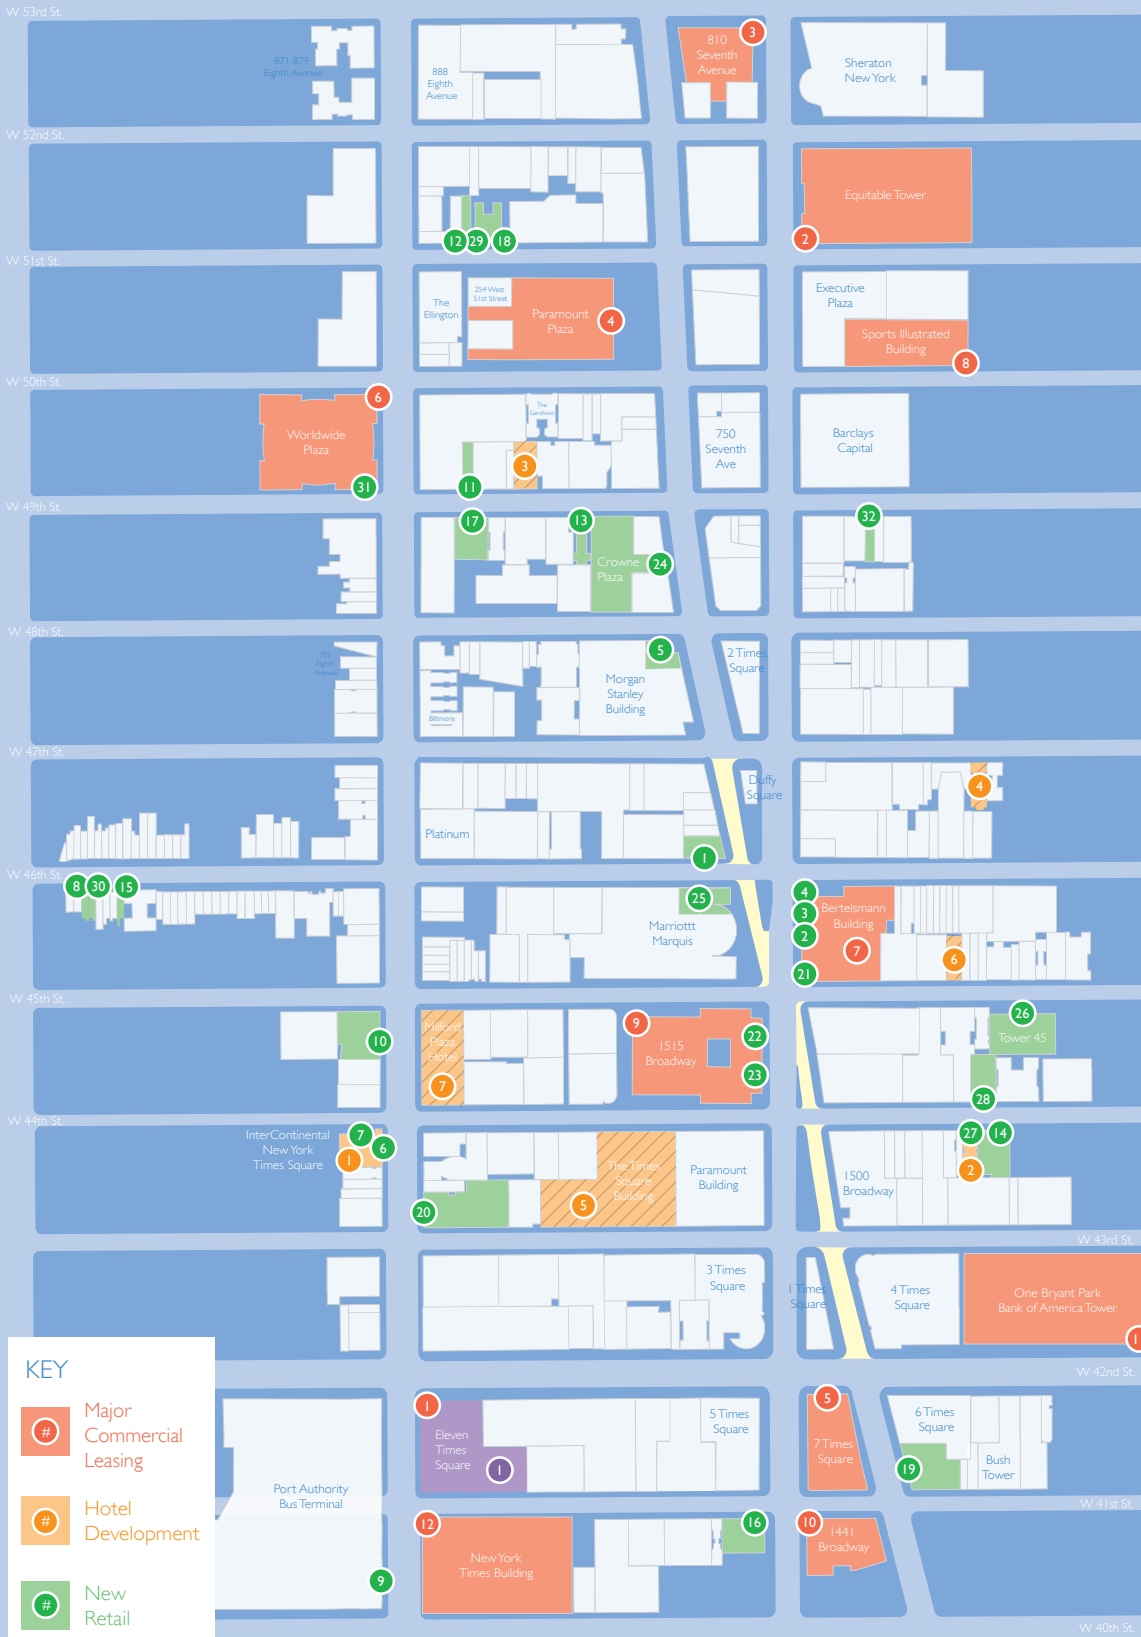 W 53rd St.
871-879
Eighth Avenue
888
Eighth
Avenue
810
Seventh
Avenue
3
Sheraton
New York
W 52nd St.
Equitable Tower
12
29
18
2
W 51st St.
The
Ellington
254 West
51st Street
Paramount
Plaza
4
Executive
Plaza
Sports Illustrated
Building
8
W 50th St.
6
Worldwide
Plaza
31
The
Gershwin
3
11
750
Seventh
Ave
Barclays
Capital
W 49th St.
17
13
Crowne
Plaza
24
32
W 48th St.
785
Eighth
Avenue
Biltmore
5
Morgan
Stanley
Building
2 Times
Square
W 47th St.
Platinum
1
Duffy
Square
4
W 46th St.
8
30
15
25
Marriottt
Marquis
4
3
2
21
Bertelsmann
Building
7
6
W 45th St.
10
Milford
Plaza
Hotel
7
9
1515
Broadway
22
23
26
Tower 45
28
W 44th St.
InterContinental
New York
Times Square
7
6
1
20
The Times
Square
Building
5
Paramount
Building
1500
Broadway
27
14
2
W 43rd St.
3 Times
Square
1 Times
Square
4 Times
Square
One Bryant Park
Bank of America Tower
1
W 42nd St.
KEY
#
Major
Commercial
Leasing
#
Hotel
Development
#
New
Retail
Port Authority
Bus Terminal
9
1
Eleven
Times
Square
1
5 Times
Square
5
7 Times
Square
6 Times
Square
19
Bush
Tower
W 41st St.
12
New York
Times Building
16
10
1441
Broadway
W 40th St.